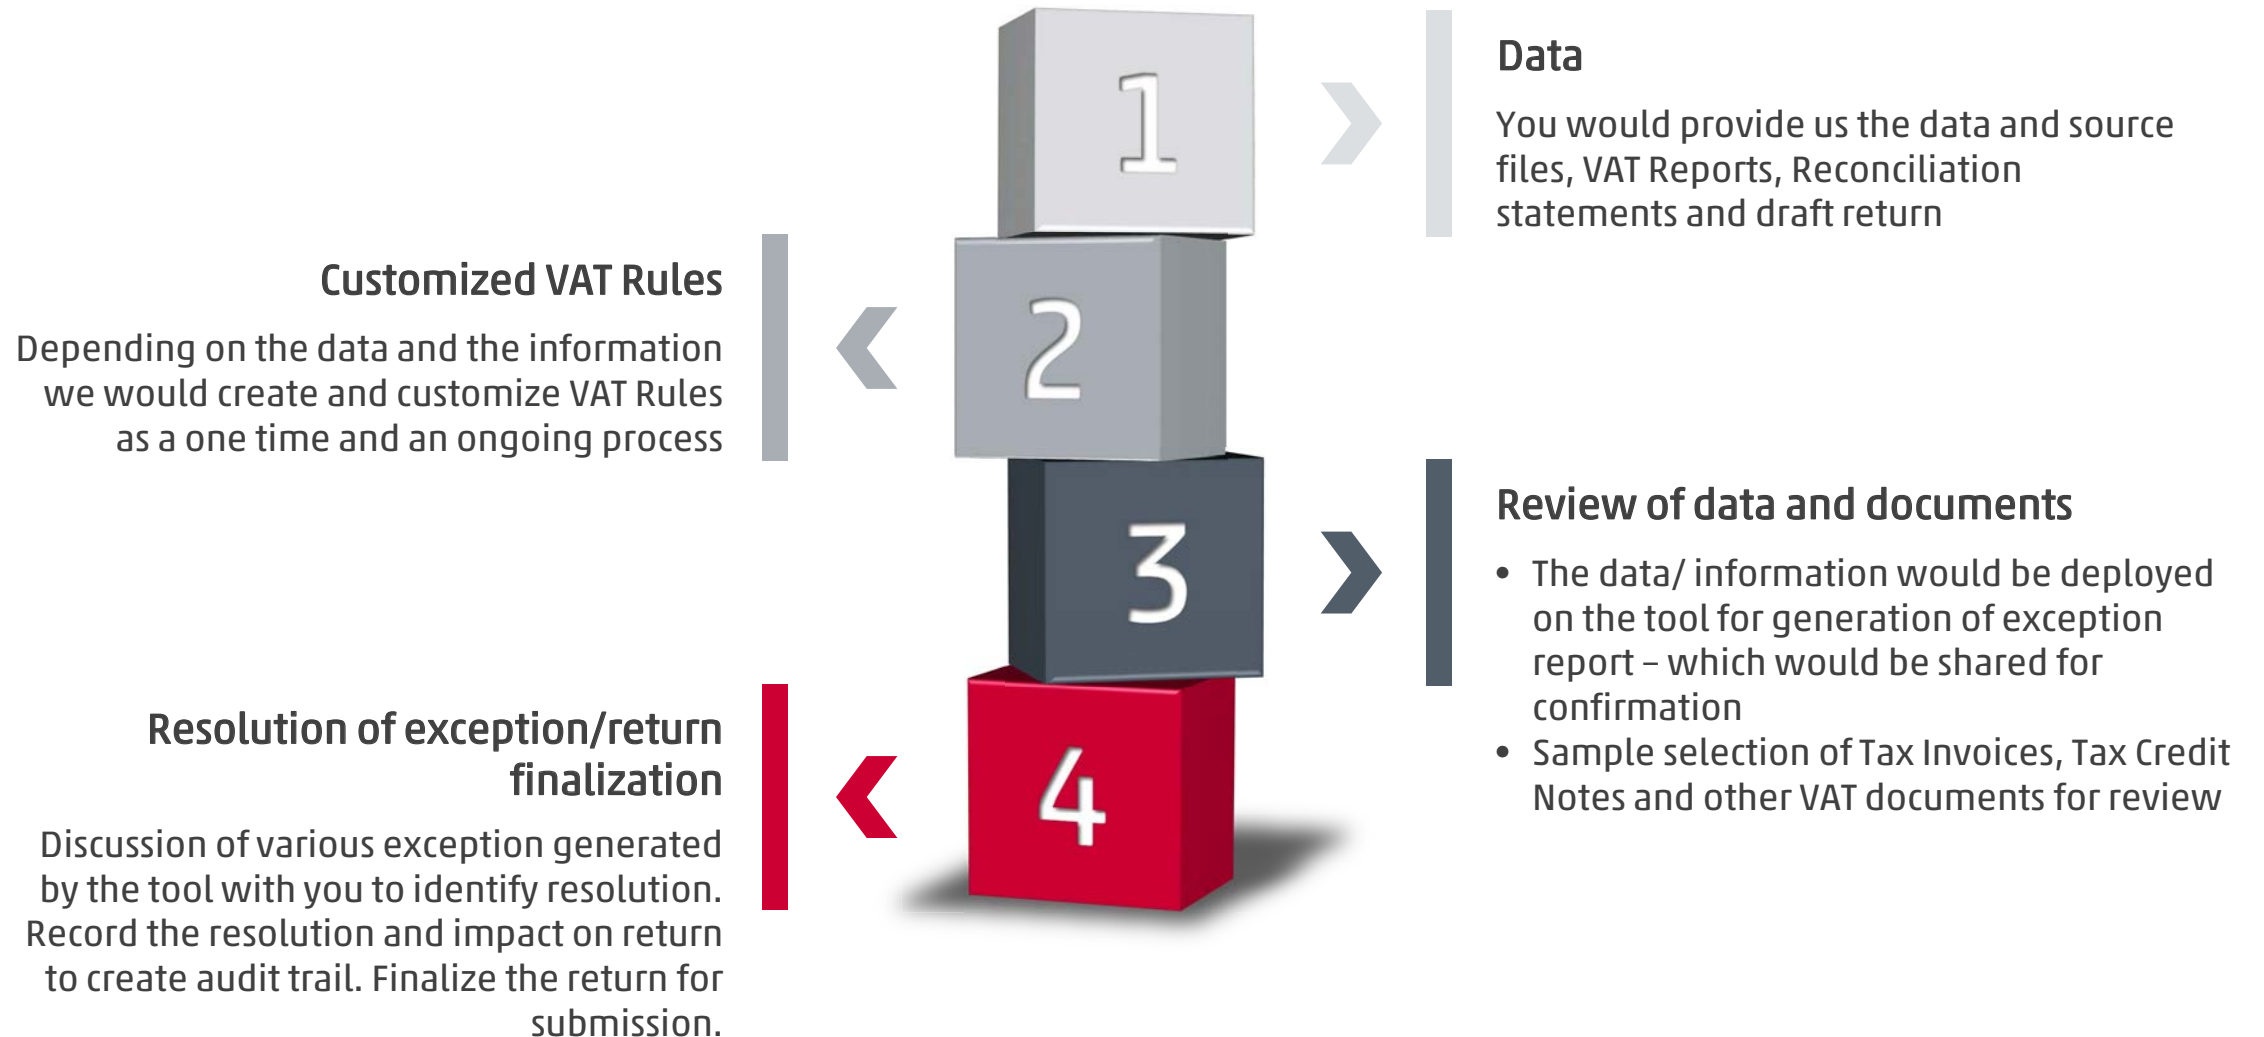 1
Data
You would provide us the data and source
files, VAT Reports, Reconciliation
statements and draft return
2
Customized VAT Rules
Depending on the data and the information
we would create and customize VAT Rules
as a one time and an ongoing process
3
Review of data and documents
• The data/ information would be deployed
on the tool for generation of exception
report – which would be shared for
confirmation
• Sample selection of Tax Invoices, Tax Credit
Notes and other VAT documents for review
4
Resolution of exception/return
finalization
Discussion of various exception generated
by the tool with you to identify resolution.
Record the resolution and impact on return
to create audit trail. Finalize the return for
submission.